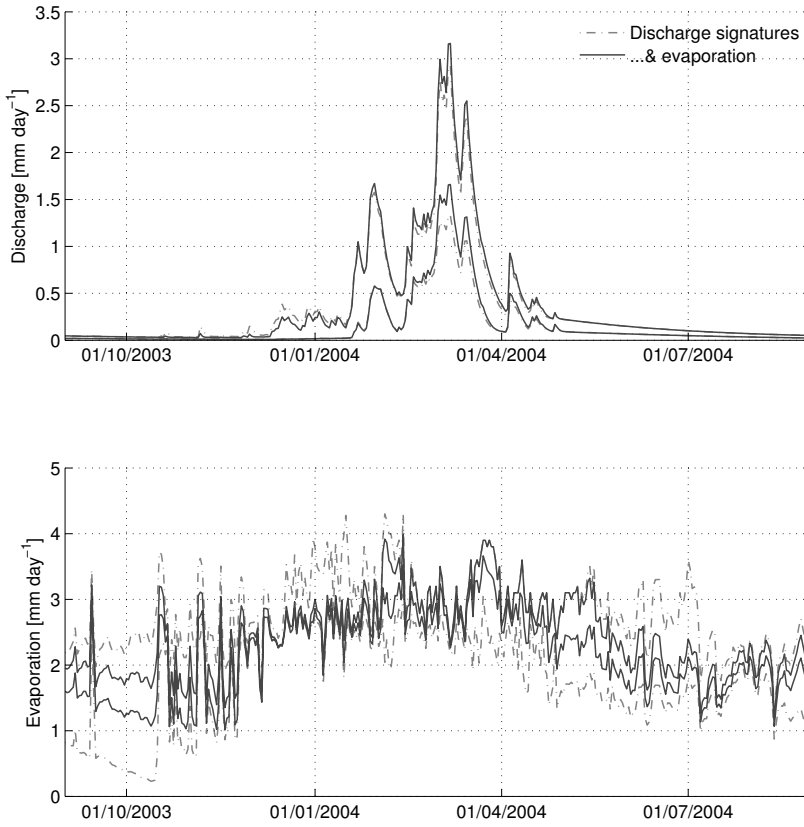 3.5
3
2.5
2
1.5
1
0.5
0
Discharge [mm day⁻¹]
Discharge signatures
...& evaporation
01/10/2003 01/01/2004 01/04/2004 01/07/2004
5
4
3
2
1
0
Evaporation [mm day⁻¹]
01/10/2003 01/01/2004 01/04/2004 01/07/2004